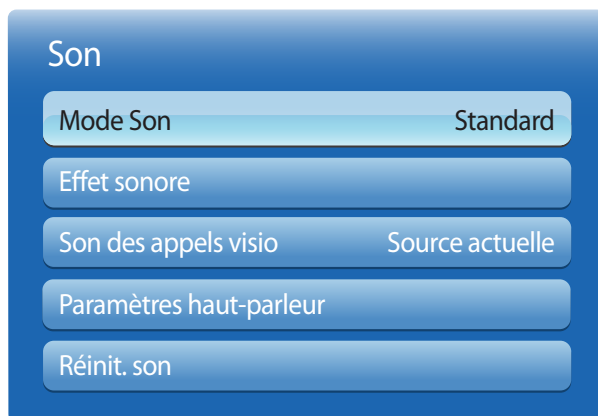 Son
Mode Son Standard
Effet sonore
Son des appels visio Source actuelle
Paramètres haut-parleur
Réinit. son